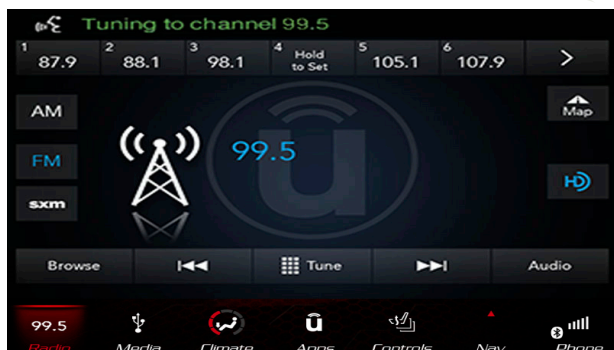 Tuning to channel 99.5
1 87.9 2 88.1 3 98.1 4 Hold to Set 5 105.1 6 107.9 >
AM
Map
FM
99.5
HD
sxm
Browse Tune Audio
99.5
Radio Media Climate Apps Controls Nav Phone